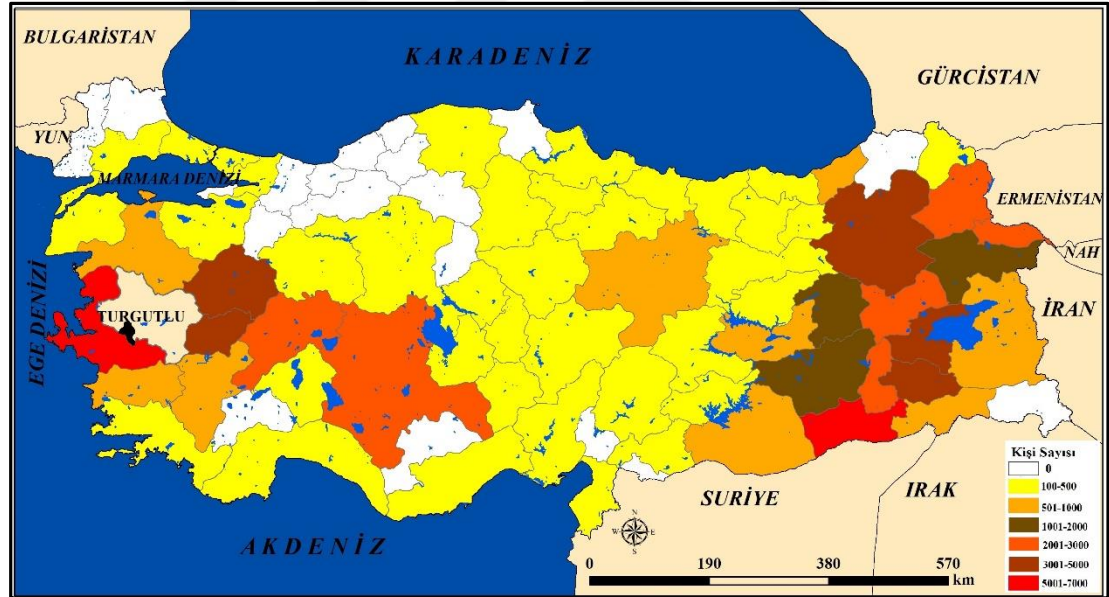 BULGARİSTAN
KARADENİZ
GÜRCİSTAN
YUN
MARMARA DENİZİ
ERMENİSTAN
NAH
EGE DENİZİ
TURGUTLU
İRAN
Kişi Sayısı
0
100-500
501-1000
1001-2000
2001-3000
3001-5000
5001-7000
SURİYE
IRAK
AKDENİZ
N
W E
S
0 190 380 570
km